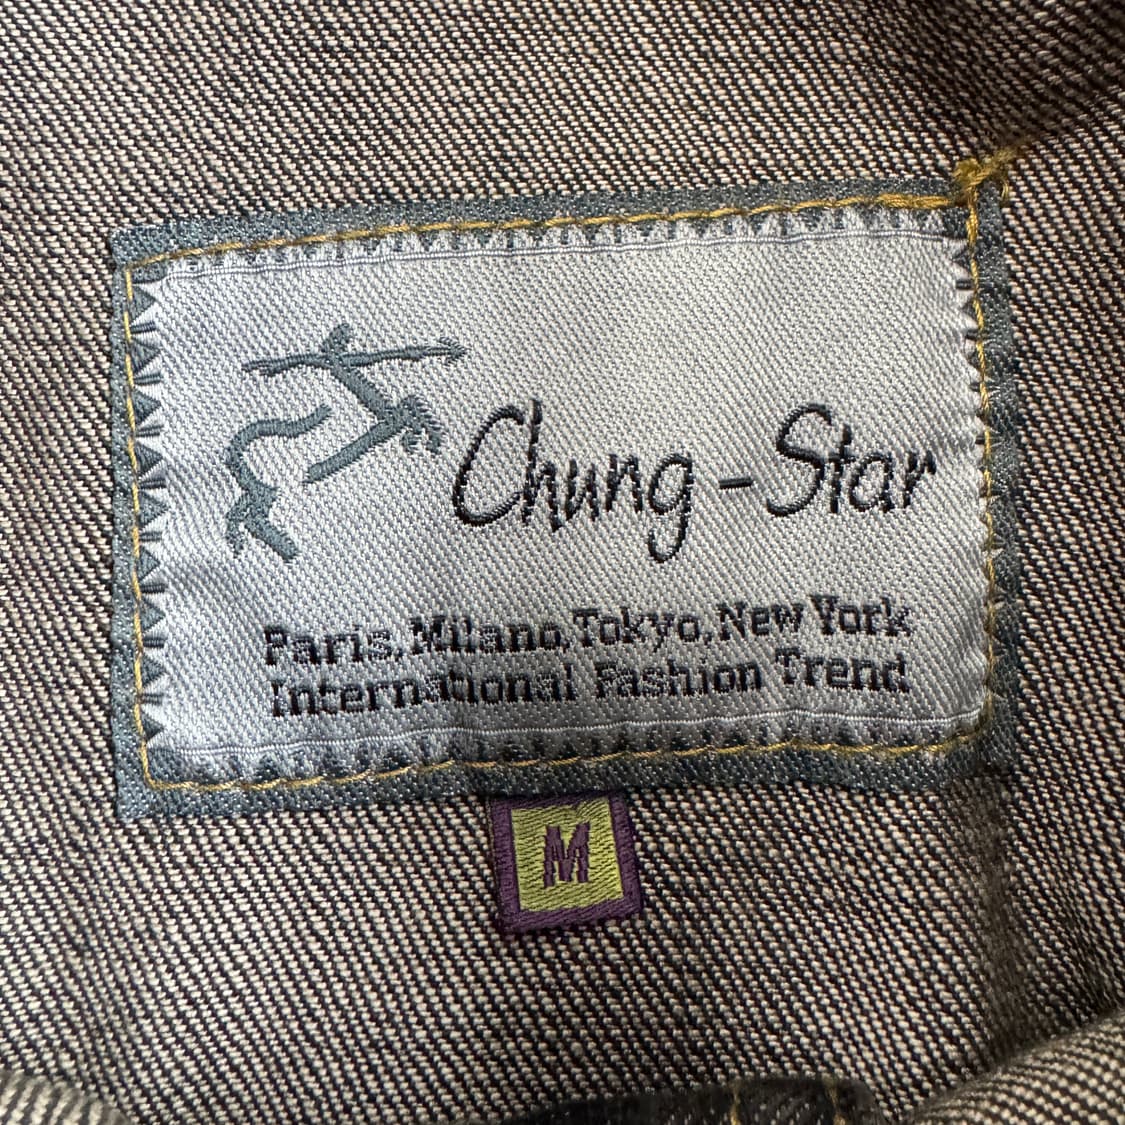 Chung-Star
Paris, Milano, Tokyo, New York
International Fashion Trend
M